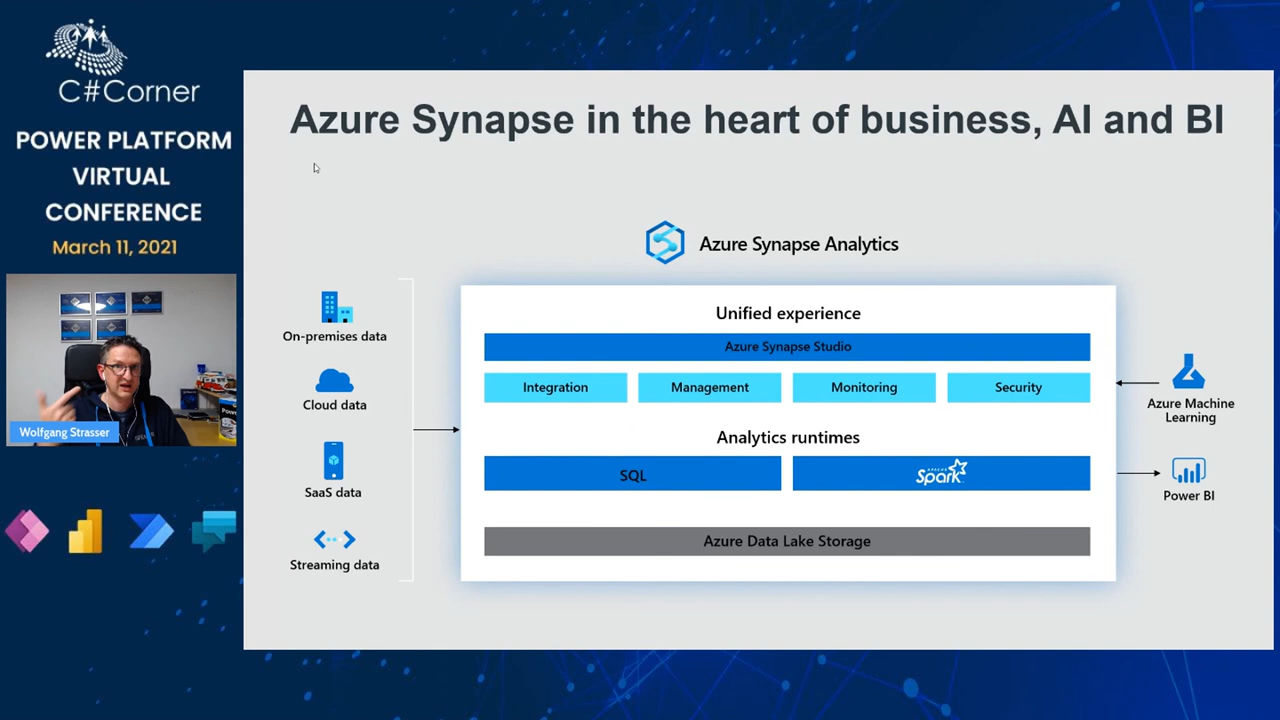 C#Corner
POWER PLATFORM
VIRTUAL
CONFERENCE
March 11, 2021
Wolfgang Strasser
Azure Synapse in the heart of business, AI and BI
Azure Synapse Analytics
On-premises data
Cloud data
SaaS data
Streaming data
Unified experience
Azure Synapse Studio
Integration
Management
Monitoring
Security
Analytics runtimes
SQL
APACHE
Spark
Azure Data Lake Storage
Azure Machine
Learning
Power BI